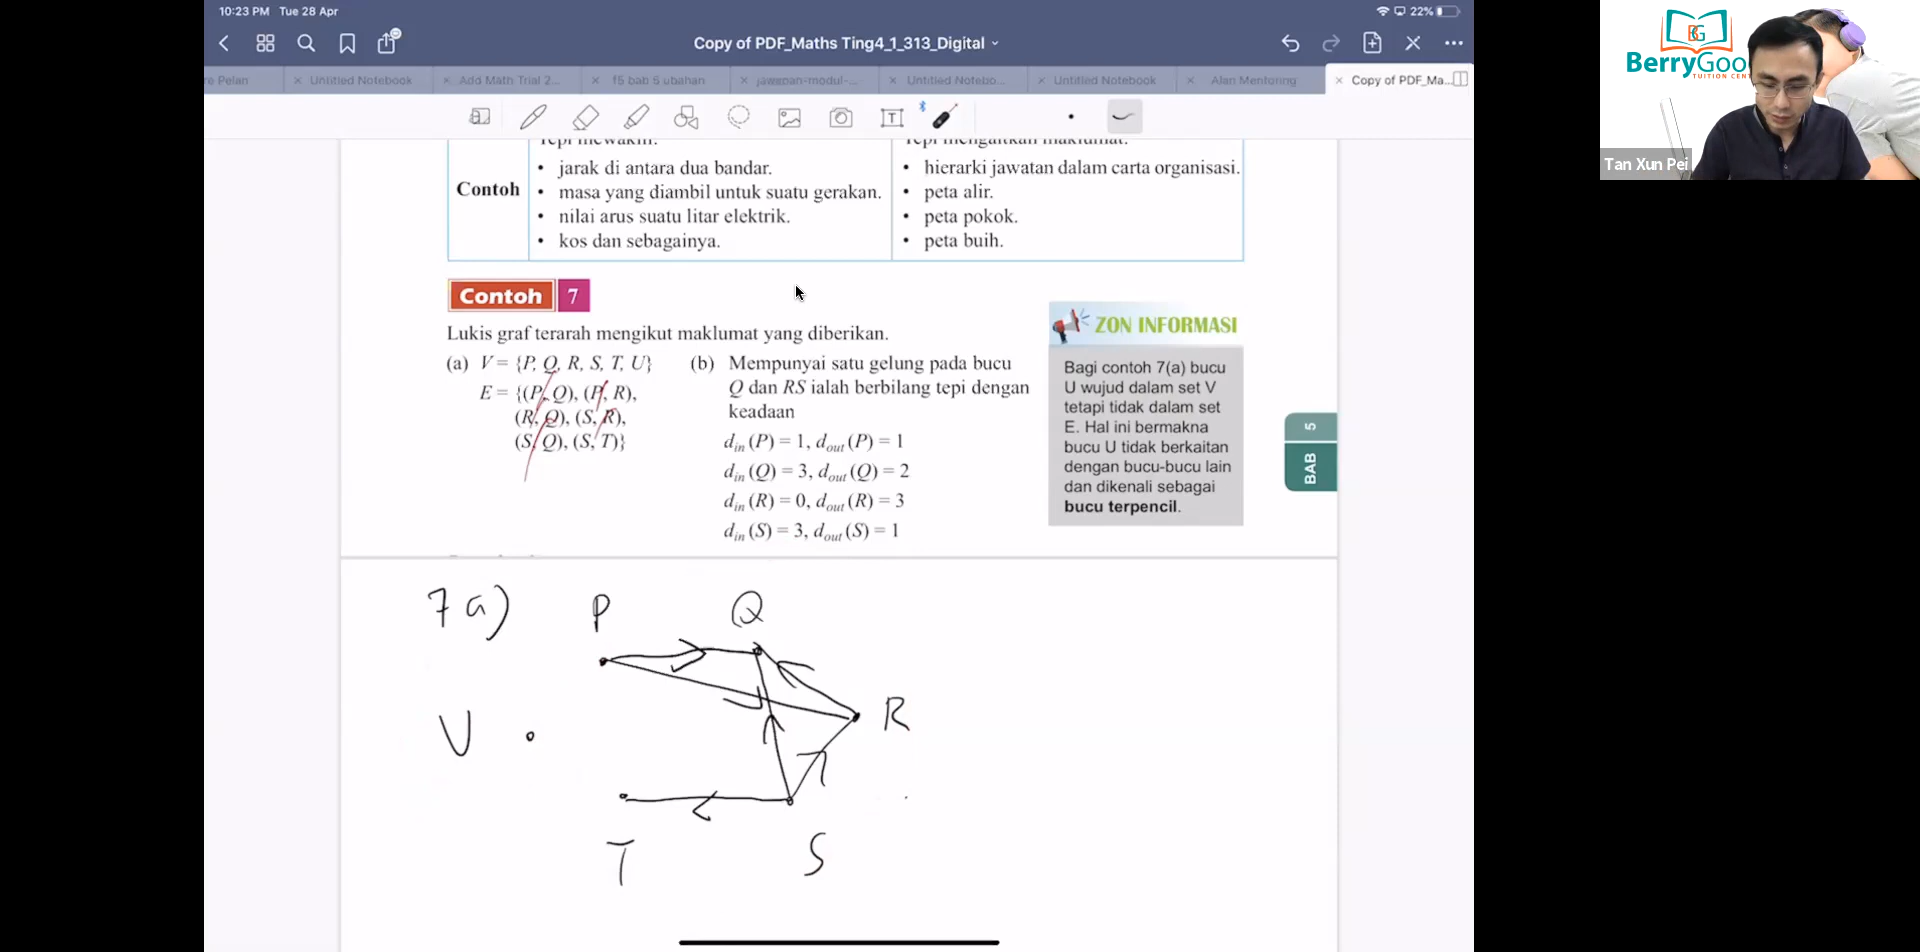 10:23 PM Tue 28 Apr
22%
Copy of PDF_Maths Ting4_1_313_Digital
re Pelan
Untitled Notebook
Add Math Trial 2...
f5 bab 5 ubahan
jawapan-modul-...
Untitled Notebo...
Untitled Notebook
Alan Mentoring
Copy of PDF_Ma...
T
Contoh
• jarak di antara dua bandar.
• masa yang diambil untuk suatu gerakan.
• nilai arus suatu litar elektrik.
• kos dan sebagainya.
• hierarki jawatan dalam carta organisasi.
• peta alir.
• peta pokok.
• peta buih.
Contoh 7
Lukis graf terarah mengikut maklumat yang diberikan.
(a) V = {P, Q, R, S, T, U}
E = {(P, Q), (P, R),
(R, Q), (S, R),
(S, Q), (S, T)}
(b) Mempunyai satu gelung pada bucu
Q dan RS ialah berbilang tepi dengan
keadaan
d_in (P) = 1, d_out (P) = 1
d_in (Q) = 3, d_out (Q) = 2
d_in (R) = 0, d_out (R) = 3
d_in (S) = 3, d_out (S) = 1
ZON INFORMASI
Bagi contoh 7(a) bucu
U wujud dalam set V
tetapi tidak dalam set
E. Hal ini bermakna
bucu U tidak berkaitan
dengan bucu-bucu lain
dan dikenali sebagai
bucu terpencil.
BAB 5
7 a)
P
Q
U
R
T
S
BerryGoo
TUITION CENT
Tan Xun Pei